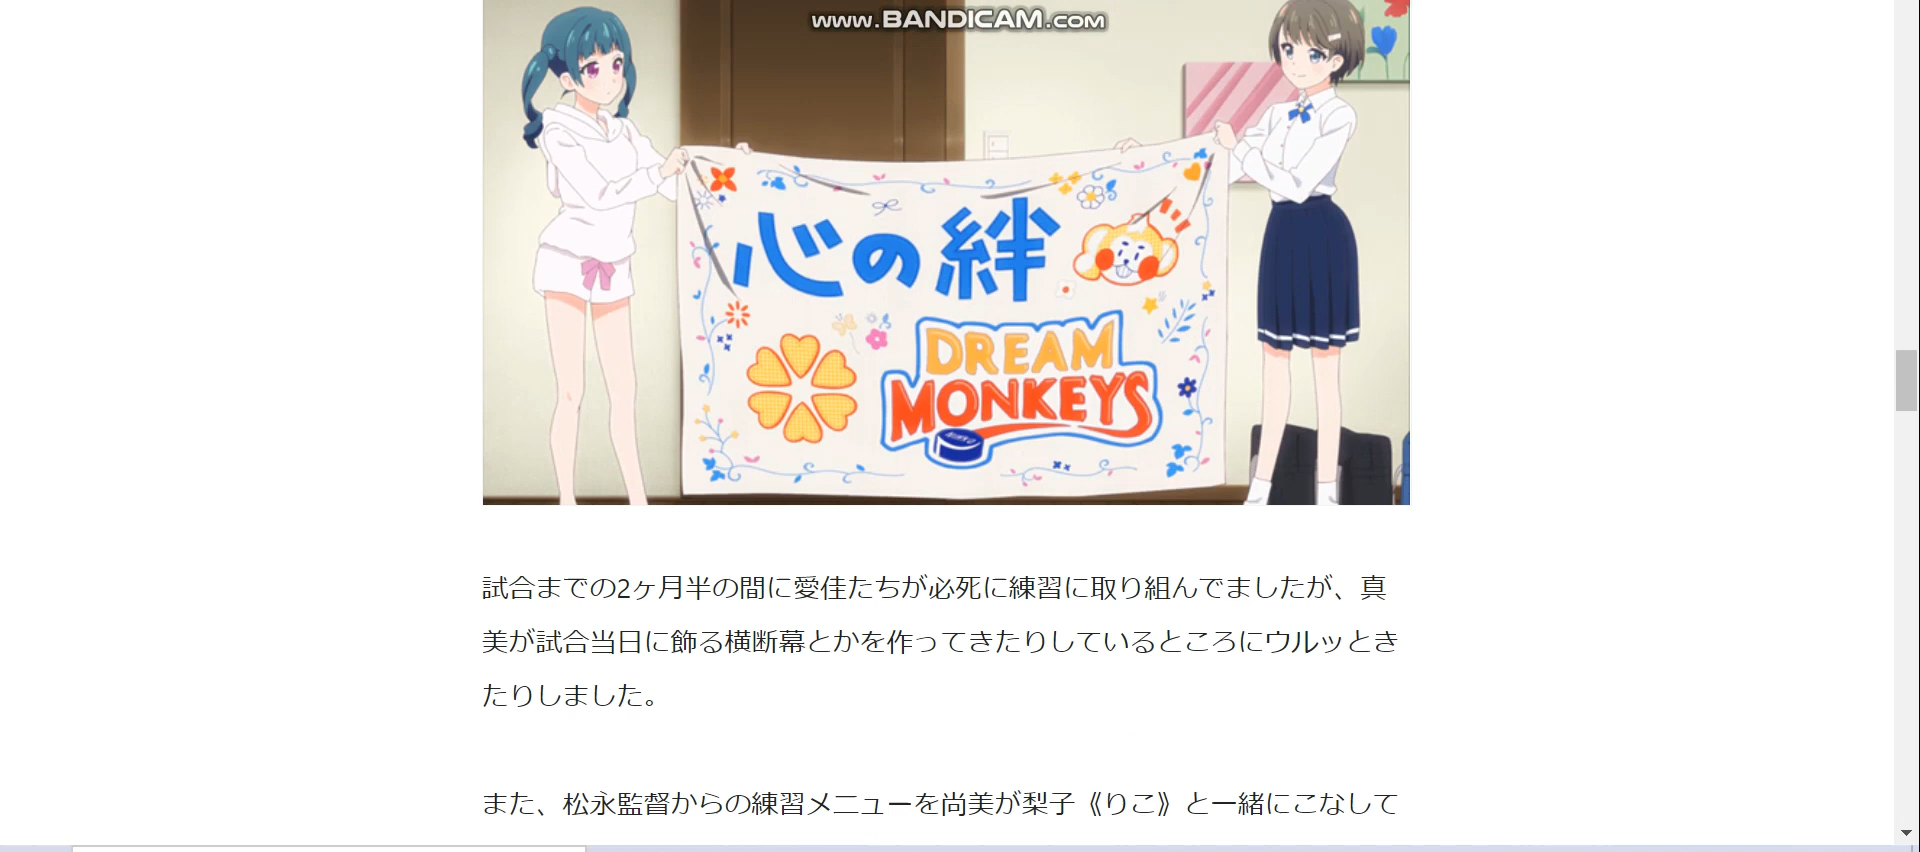 www.BANDICAM.com
心の絆
DREAM
MONKEYS
試合までの2ヶ月半の間に愛佳たちが必死に練習に取り組んでましたが、真
美が試合当日に飾る横断幕とかを作ってきたりしているところにウルッとき
たりしました。
また、松永監督からの練習メニューを尚美が梨子《りこ》と一緒にこなして